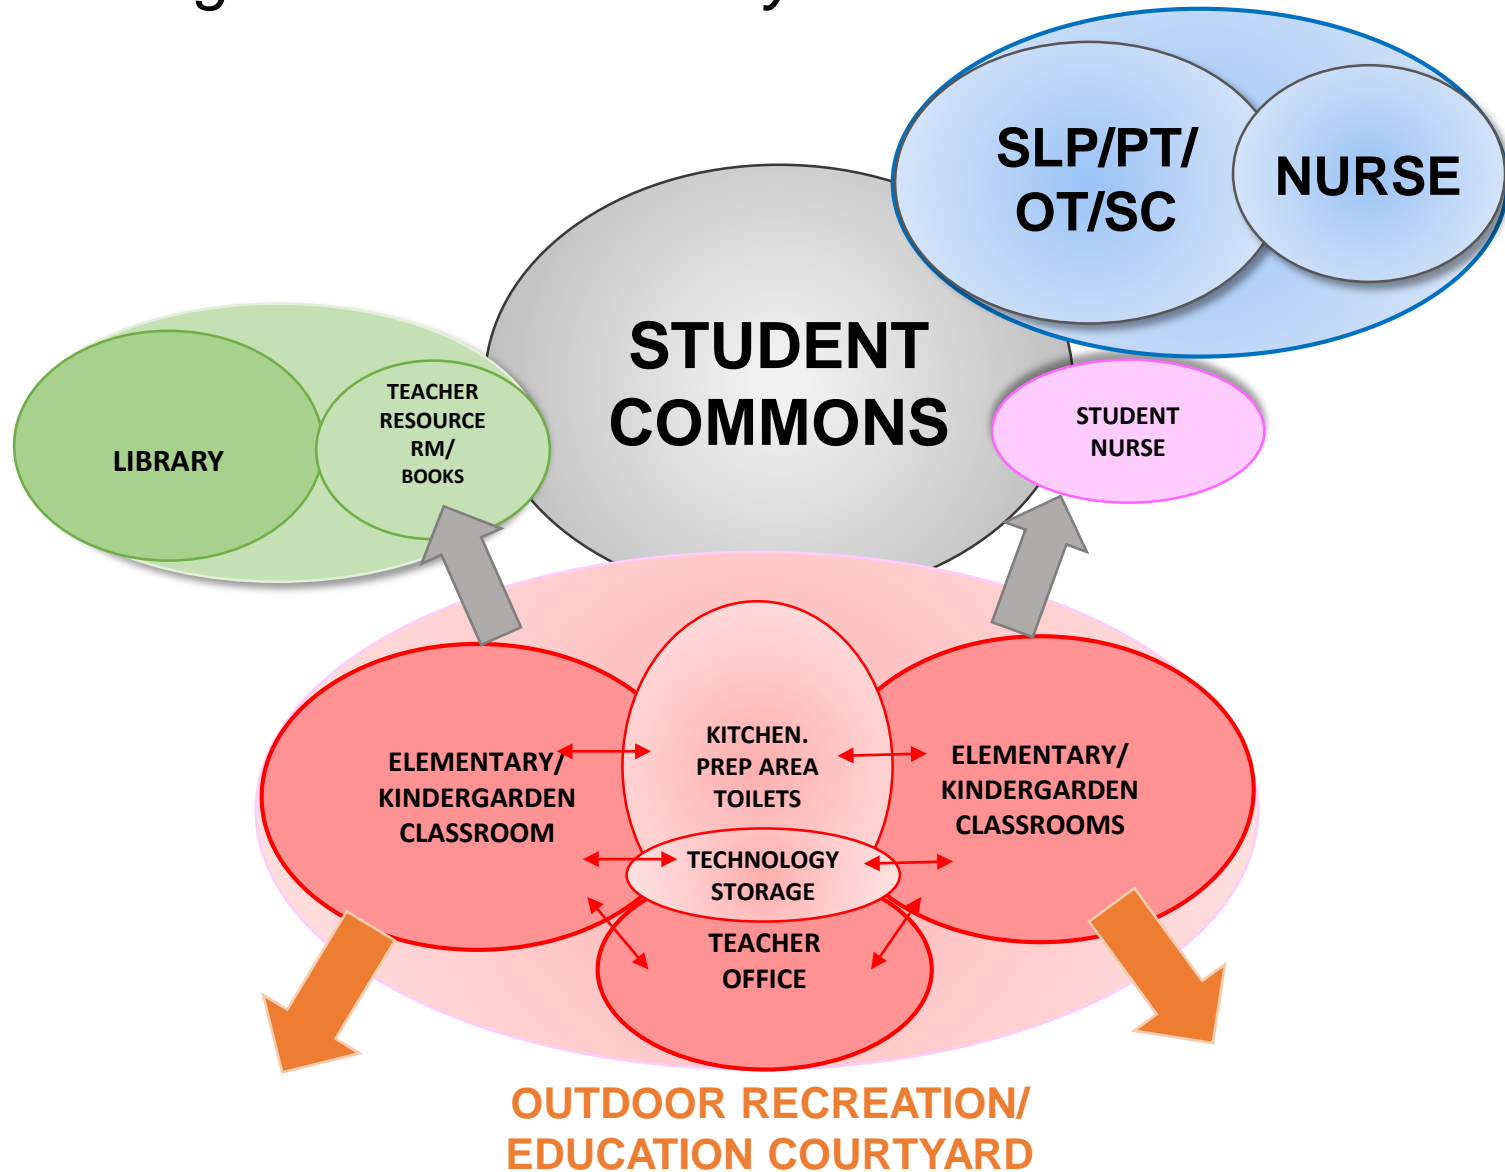 SLP/PT/
OT/SC
NURSE
STUDENT
COMMONS
TEACHER
RESOURCE
RM/
BOOKS
LIBRARY
STUDENT
NURSE
KITCHEN.
PREP AREA
TOILETS
ELEMENTARY/
KINDERGARDEN
CLASSROOM
ELEMENTARY/
KINDERGARDEN
CLASSROOMS
TECHNOLOGY
STORAGE
TEACHER
OFFICE
OUTDOOR RECREATION/
EDUCATION COURTYARD